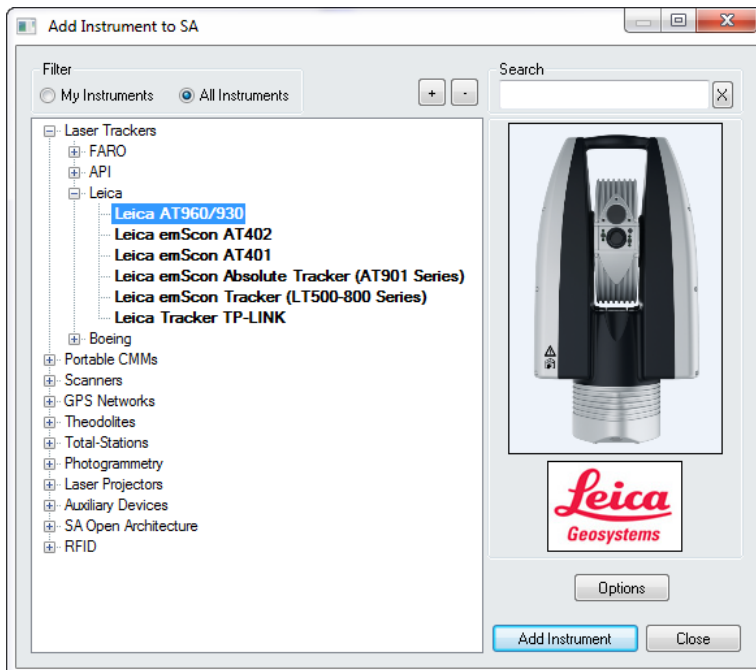 Add Instrument to SA
Filter
My Instruments
All Instruments
+
-
Search
X
Laser Trackers
FARO
API
Leica
Leica AT960/930
Leica emScon AT402
Leica emScon AT401
Leica emScon Absolute Tracker (AT901 Series)
Leica emScon Tracker (LT500-800 Series)
Leica Tracker TP-LINK
Boeing
Portable CMMs
Scanners
GPS Networks
Theodolites
Total-Stations
Photogrammetry
Laser Projectors
Auxiliary Devices
SA Open Architecture
RFID
Leica
Geosystems
Options
Add Instrument
Close